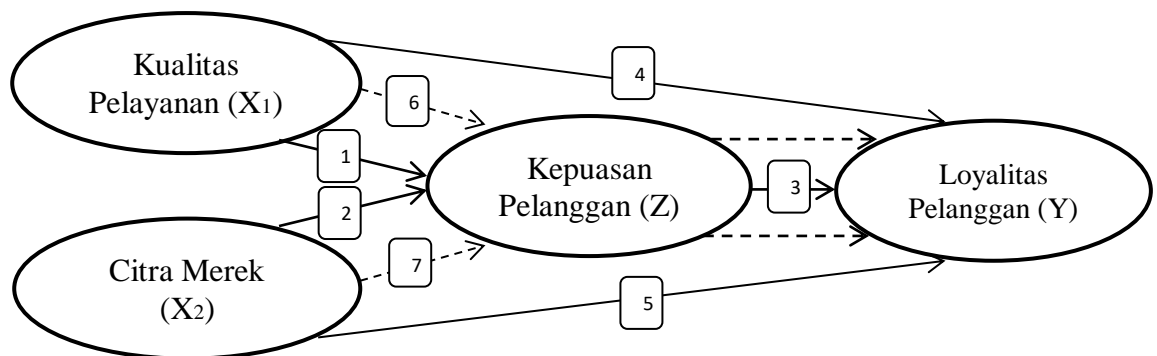 Kualitas
Pelayanan (X1)
4
6
1
Kepuasan
Pelanggan (Z)
3
Loyalitas
Pelanggan (Y)
2
7
Citra Merek
(X2)
5